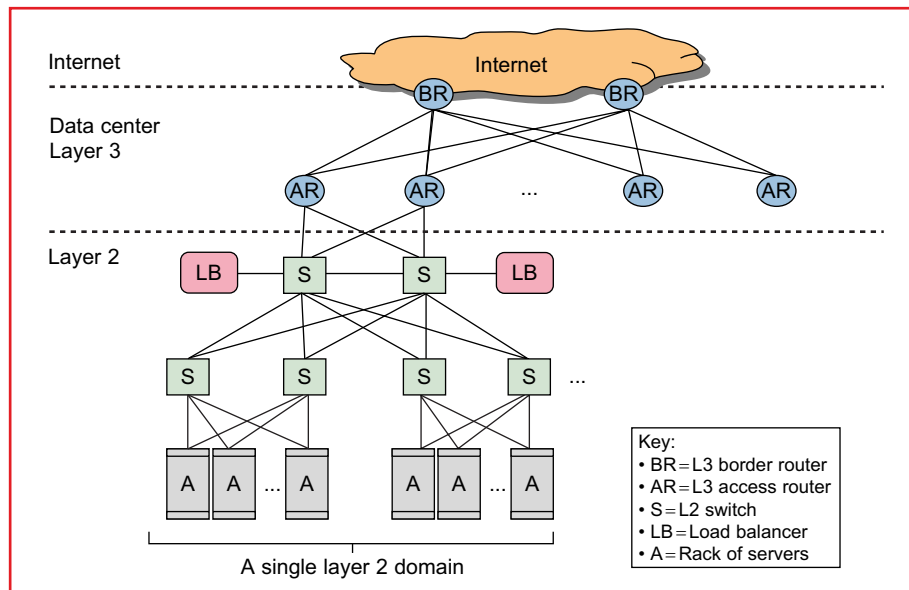 Internet
Internet
BR BR
Data center
Layer 3
AR AR ... AR AR
Layer 2
LB S S LB
S S S S ...
A A ... A ... A A ... A
A single layer 2 domain
Key:
• BR=L3 border router
• AR=L3 access router
• S=L2 switch
• LB=Load balancer
• A=Rack of servers